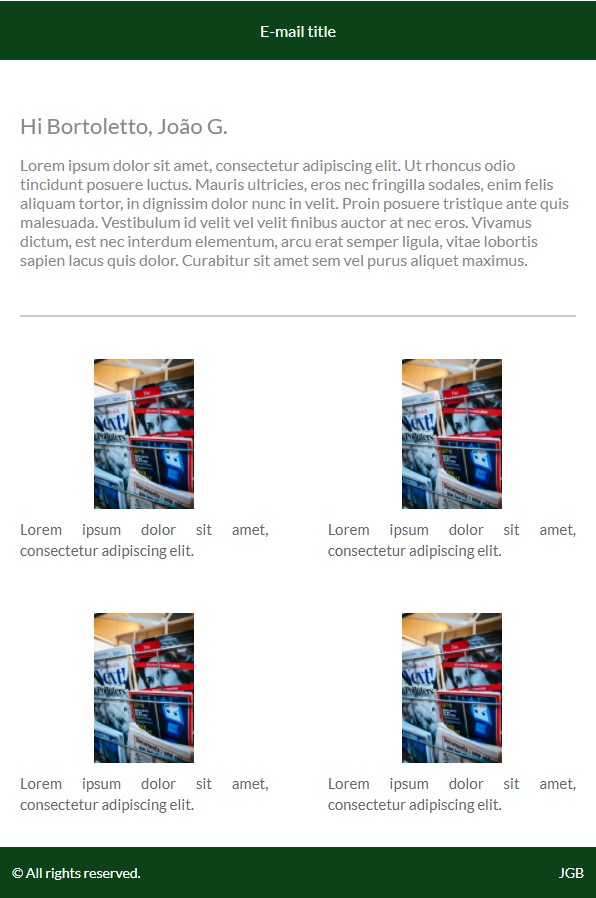 E-mail title
Hi Bortoletto, João G.
Lorem ipsum dolor sit amet, consectetur adipiscing elit. Ut rhoncus odio
tincidunt posuere luctus. Mauris ultricies, eros nec fringilla sodales, enim felis
aliquam tortor, in dignissim dolor nunc in velit. Proin posuere tristique ante quis
malesuada. Vestibulum id velit vel velit finibus auctor at nec eros. Vivamus
dictum, est nec interdum elementum, arcu erat semper ligula, vitae lobortis
sapien lacus quis dolor. Curabitur sit amet sem vel purus aliquet maximus.
Lorem ipsum dolor sit amet,
consectetur adipiscing elit.
Lorem ipsum dolor sit amet,
consectetur adipiscing elit.
Lorem ipsum dolor sit amet,
consectetur adipiscing elit.
Lorem ipsum dolor sit amet,
consectetur adipiscing elit.
© All rights reserved.
JGB